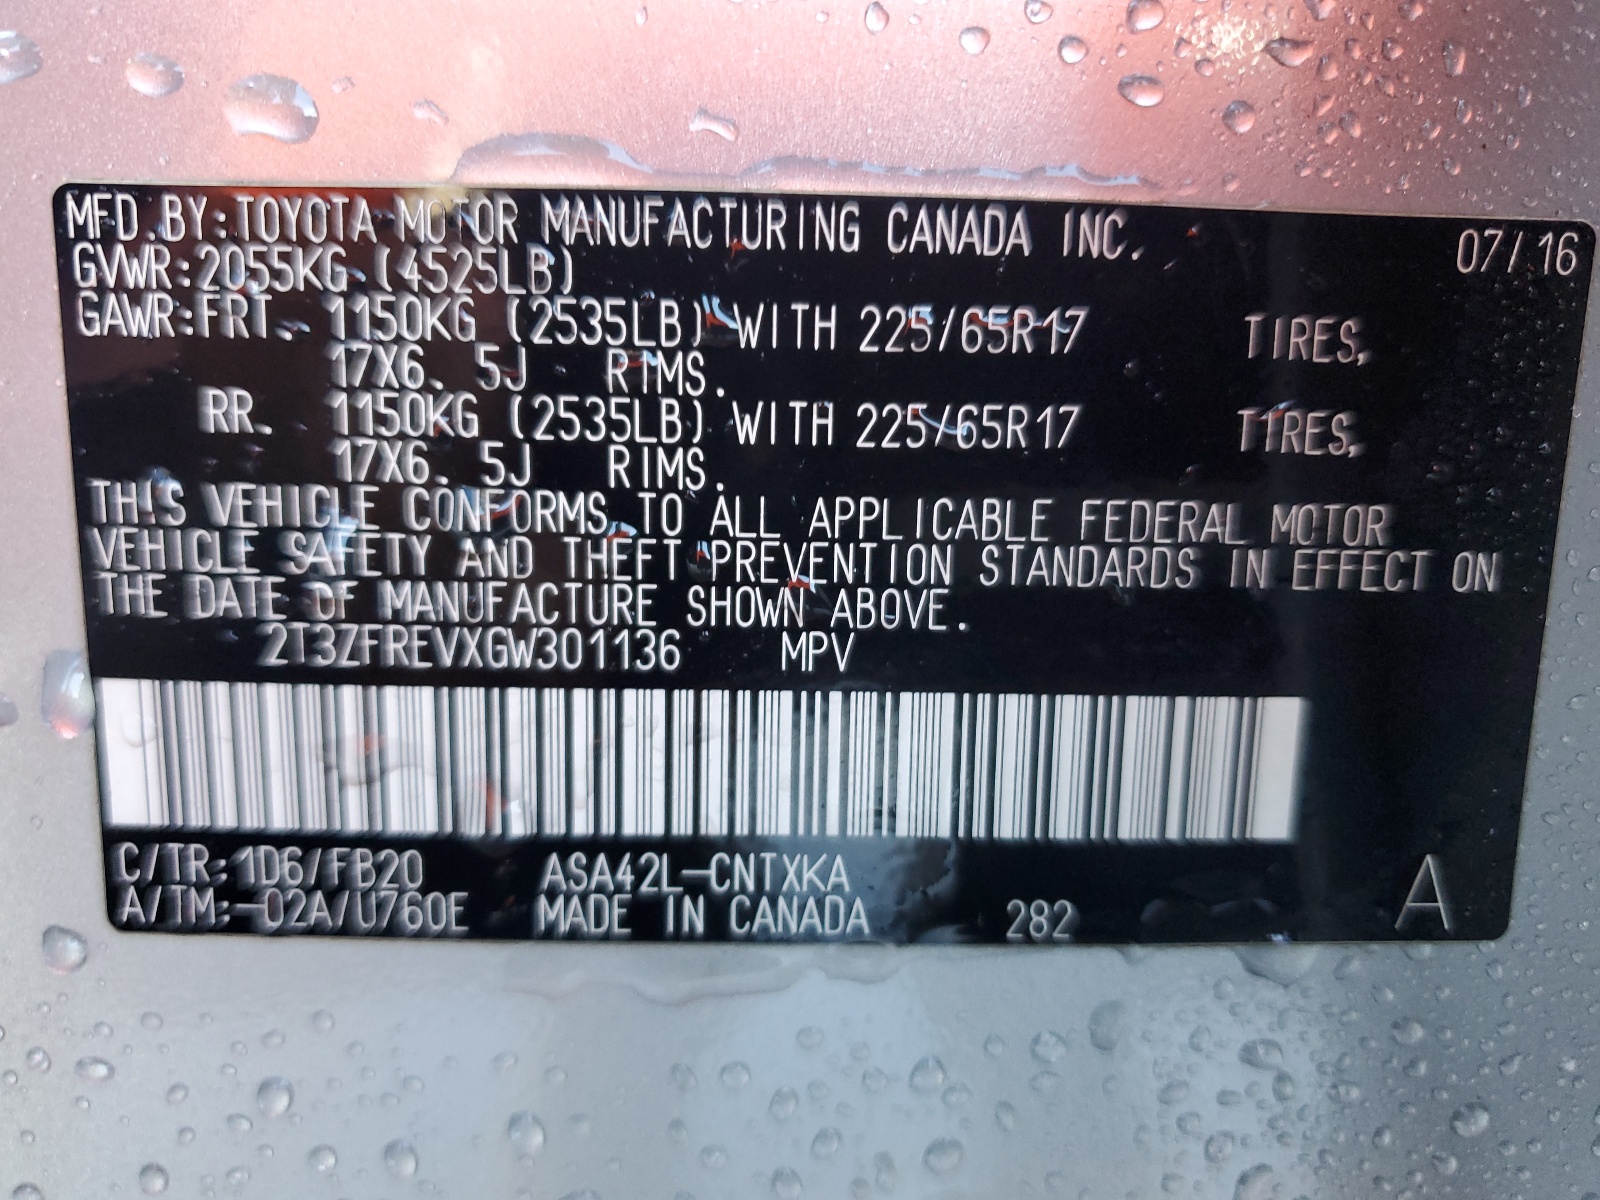 MFD.BY:TOYOTA MOTOR MANUFACTURING CANADA INC. 07/16
GVWR:2055KG (4525LB)
GAWR:FRT. 1150KG (2535LB) WITH 225/65R17 TIRES,
17X6. 5J RIMS.
RR. 1150KG (2535LB) WITH 225/65R17 TIRES,
17X6. 5J RIMS.
THIS VEHICLE CONFORMS TO ALL APPLICABLE FEDERAL MOTOR
VEHICLE SAFETY AND THEFT PREVENTION STANDARDS IN EFFECT ON
THE DATE OF MANUFACTURE SHOWN ABOVE.
2T3ZFREVXGW301136 MPV
C/TR:1D6/FB20 ASA42L-CNTXKA
A/TM:-02A/U760E MADE IN CANADA 282 A